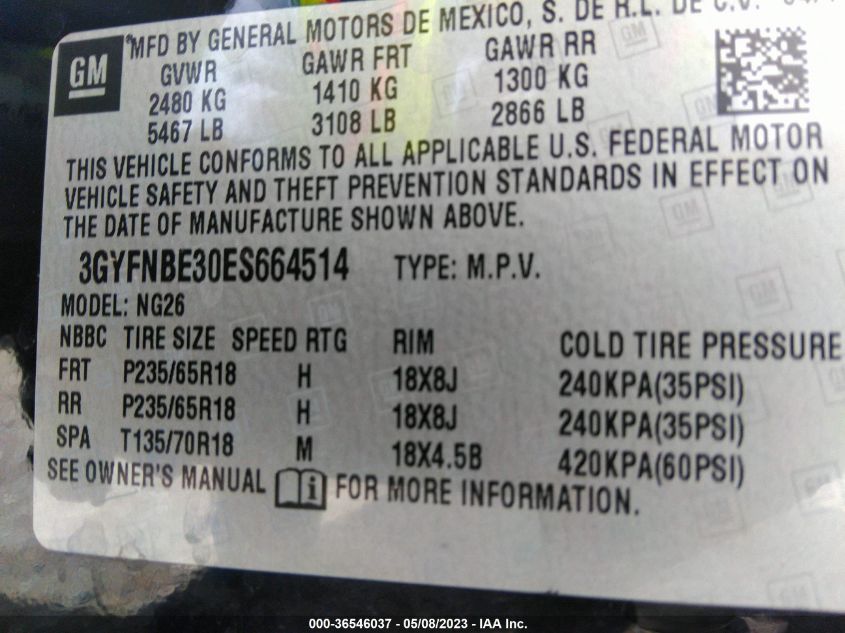 GM
*MFD BY GENERAL MOTORS DE MEXICO, S. DE R.L. DE C.V.
GVWR GAWR FRT GAWR RR
2480 KG 1410 KG 1300 KG
5467 LB 3108 LB 2866 LB
THIS VEHICLE CONFORMS TO ALL APPLICABLE U.S. FEDERAL MOTOR
VEHICLE SAFETY AND THEFT PREVENTION STANDARDS IN EFFECT ON
THE DATE OF MANUFACTURE SHOWN ABOVE.
3GYFNBE30ES664514 TYPE: M.P.V.
MODEL: NG26
NBBC TIRE SIZE SPEED RTG RIM COLD TIRE PRESSURE
FRT P235/65R18 H 18X8J 240KPA(35PSI)
RR P235/65R18 H 18X8J 240KPA(35PSI)
SPA T135/70R18 M 18X4.5B 420KPA(60PSI)
SEE OWNER'S MANUAL i FOR MORE INFORMATION.
000-36546037 - 05/08/2023 - IAA Inc.